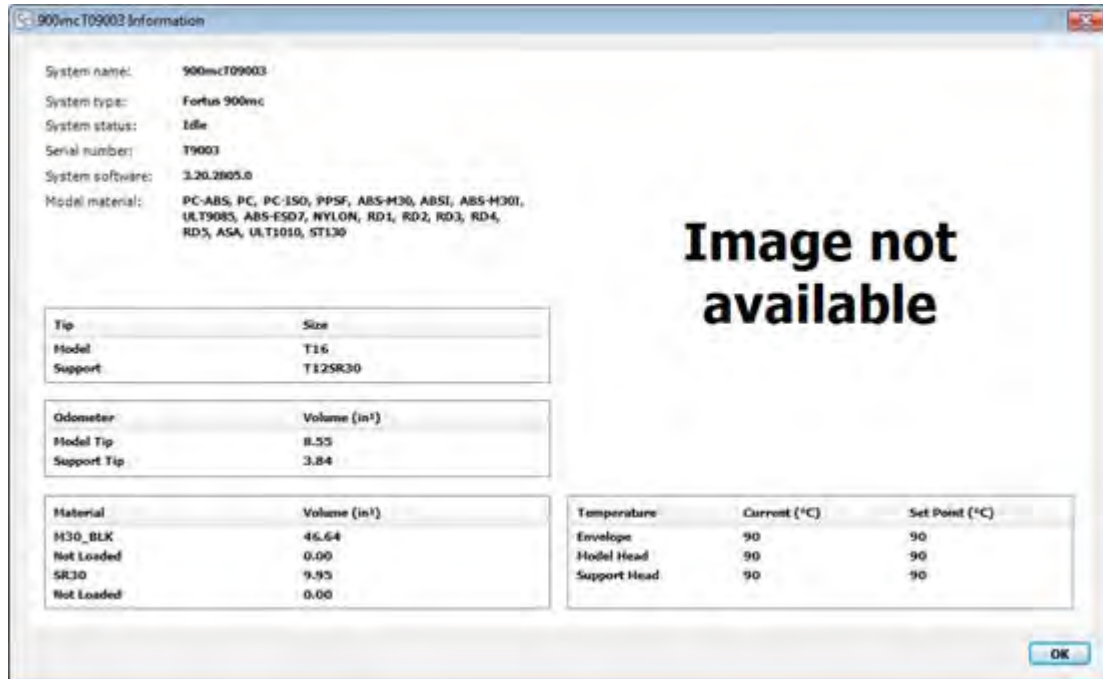 900mcT09003 Information
System name: 900mcT09003
System type: Fortus 900mc
System status: Idle
Serial number: T9003
System software: 3.20.2805.0
Model material: PC-ABS, PC, PC-ISO, PPSF, ABS-M30, ABSI, ABS-M30I,
ULT9085, ABS-ESD7, NYLON, RD1, RD2, RD3, RD4,
RD5, ASA, ULT1010, ST130
Image not
available
Tip Size
Model T16
Support T12SR30
Odometer Volume (in³)
Model Tip 8.55
Support Tip 3.84
Material Volume (in³)
M30_BLK 46.64
Not Loaded 0.00
SR30 9.95
Not Loaded 0.00
Temperature Current (°C) Set Point (°C)
Envelope 90 90
Model Head 90 90
Support Head 90 90
OK